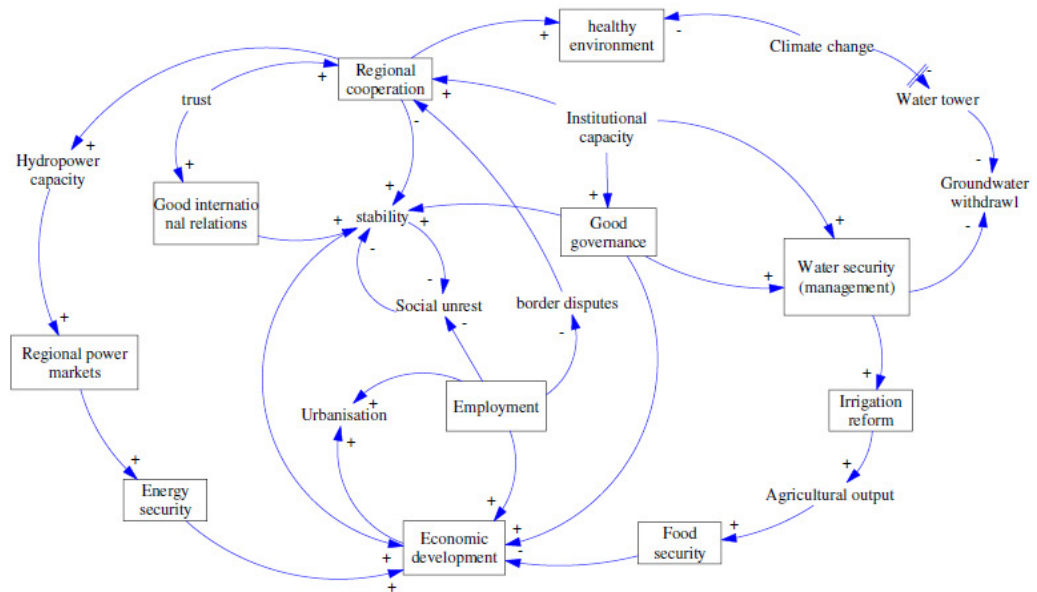 healthy
environment
+
-
Climate change
Regional
cooperation
+
+
trust
-
-
Water tower
Institutional
capacity
+
Hydropower
capacity
+
Good internatio
nal relations
+
stability
+
+
-
+
Good
governance
-
Groundwater
withdrawl
-
+
Water security
(management)
+
-
Social unrest
-
-
border disputes
-
+
Regional power
markets
+
Irrigation
reform
Urbanisation
+
+
Employment
+
Agricultural output
+
Energy
security
+
Economic
development
+
-
+
+
+
Food
security